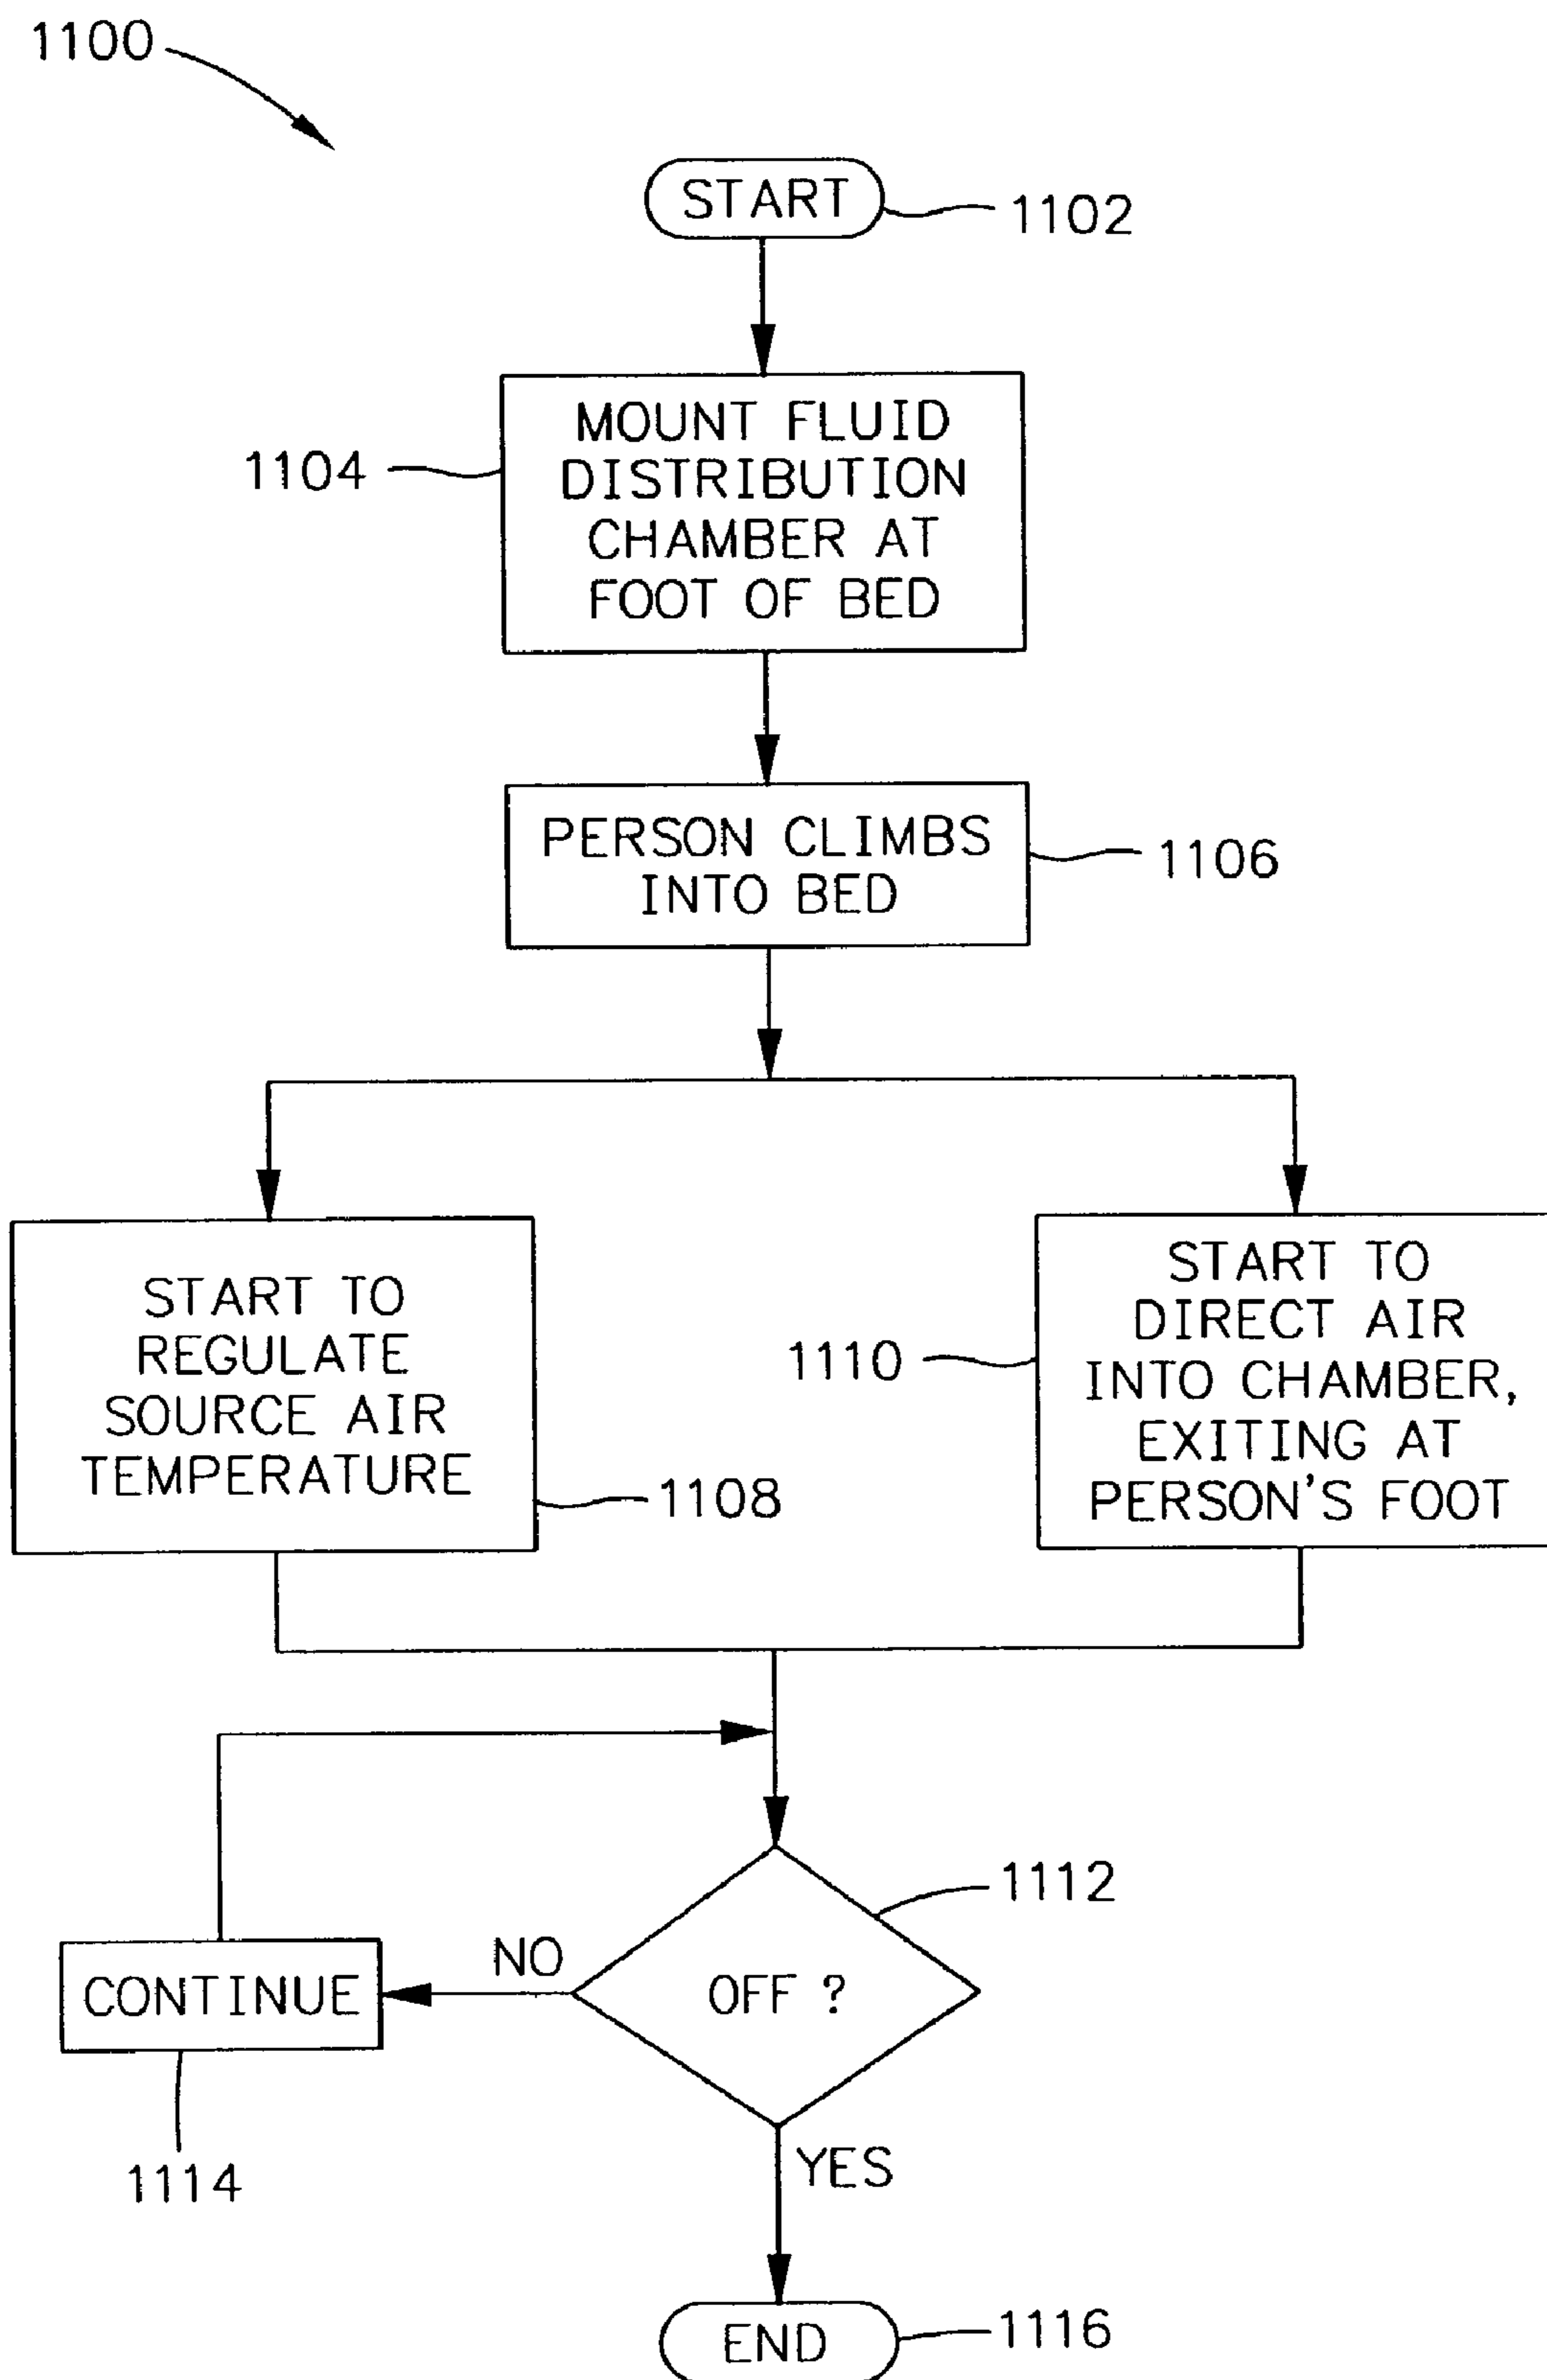 1100
START
1102
MOUNT FLUID
DISTRIBUTION
CHAMBER AT
FOOT OF BED
1104
PERSON CLIMBS
INTO BED
1106
START TO
REGULATE
SOURCE AIR
TEMPERATURE
1108
START TO
DIRECT AIR
INTO CHAMBER,
EXITING AT
PERSON'S FOOT
1110
OFF ?
1112
NO
CONTINUE
1114
YES
END
1116